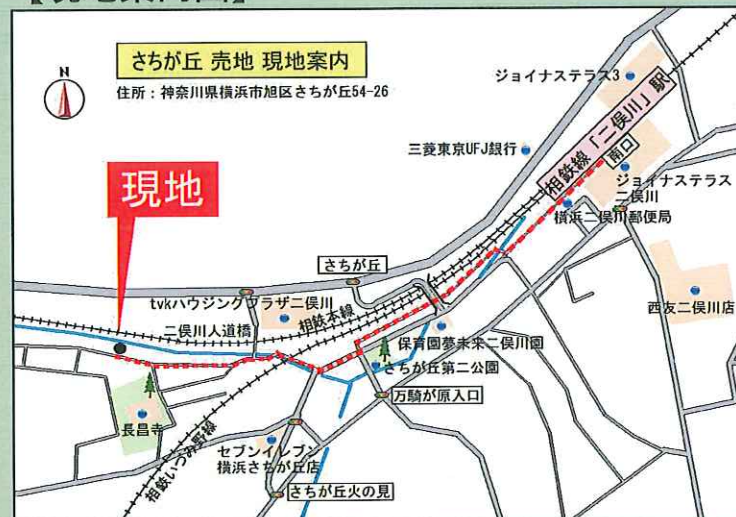 さちが丘 売地 現地案内
住所：神奈川県横浜市旭区さちが丘54-26
N
現地
ジョイナステラス3
三菱東京UFJ銀行
相鉄線「二俣川」駅
南口
ジョイナステラス
二俣川
横浜二俣川郵便局
さちが丘
tvkハウジングプラザ二俣川
相鉄本線
二俣川人道橋
西友二俣川店
保育園夢未来二俣川園
さちが丘第二公園
万騎が原入口
長昌寺
セブンイレブン
横浜さちが丘店
相鉄いずみ野線
さちが丘火の見